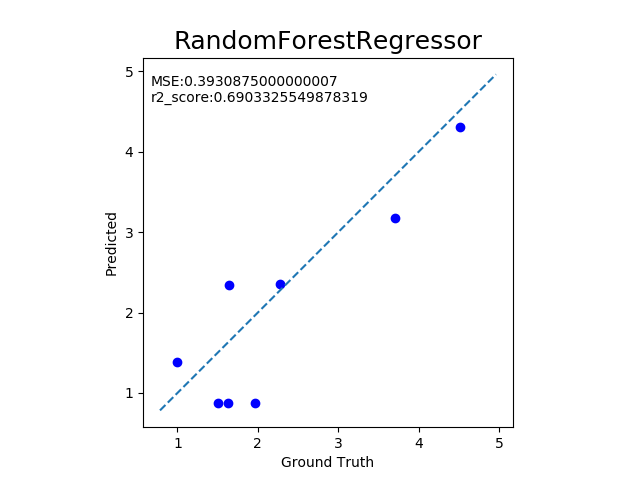 RandomForestRegressor
MSE:0.3930875000000007
r2_score:0.6903325549878319
Predicted
5
4
3
2
1
1 2 3 4 5
Ground Truth